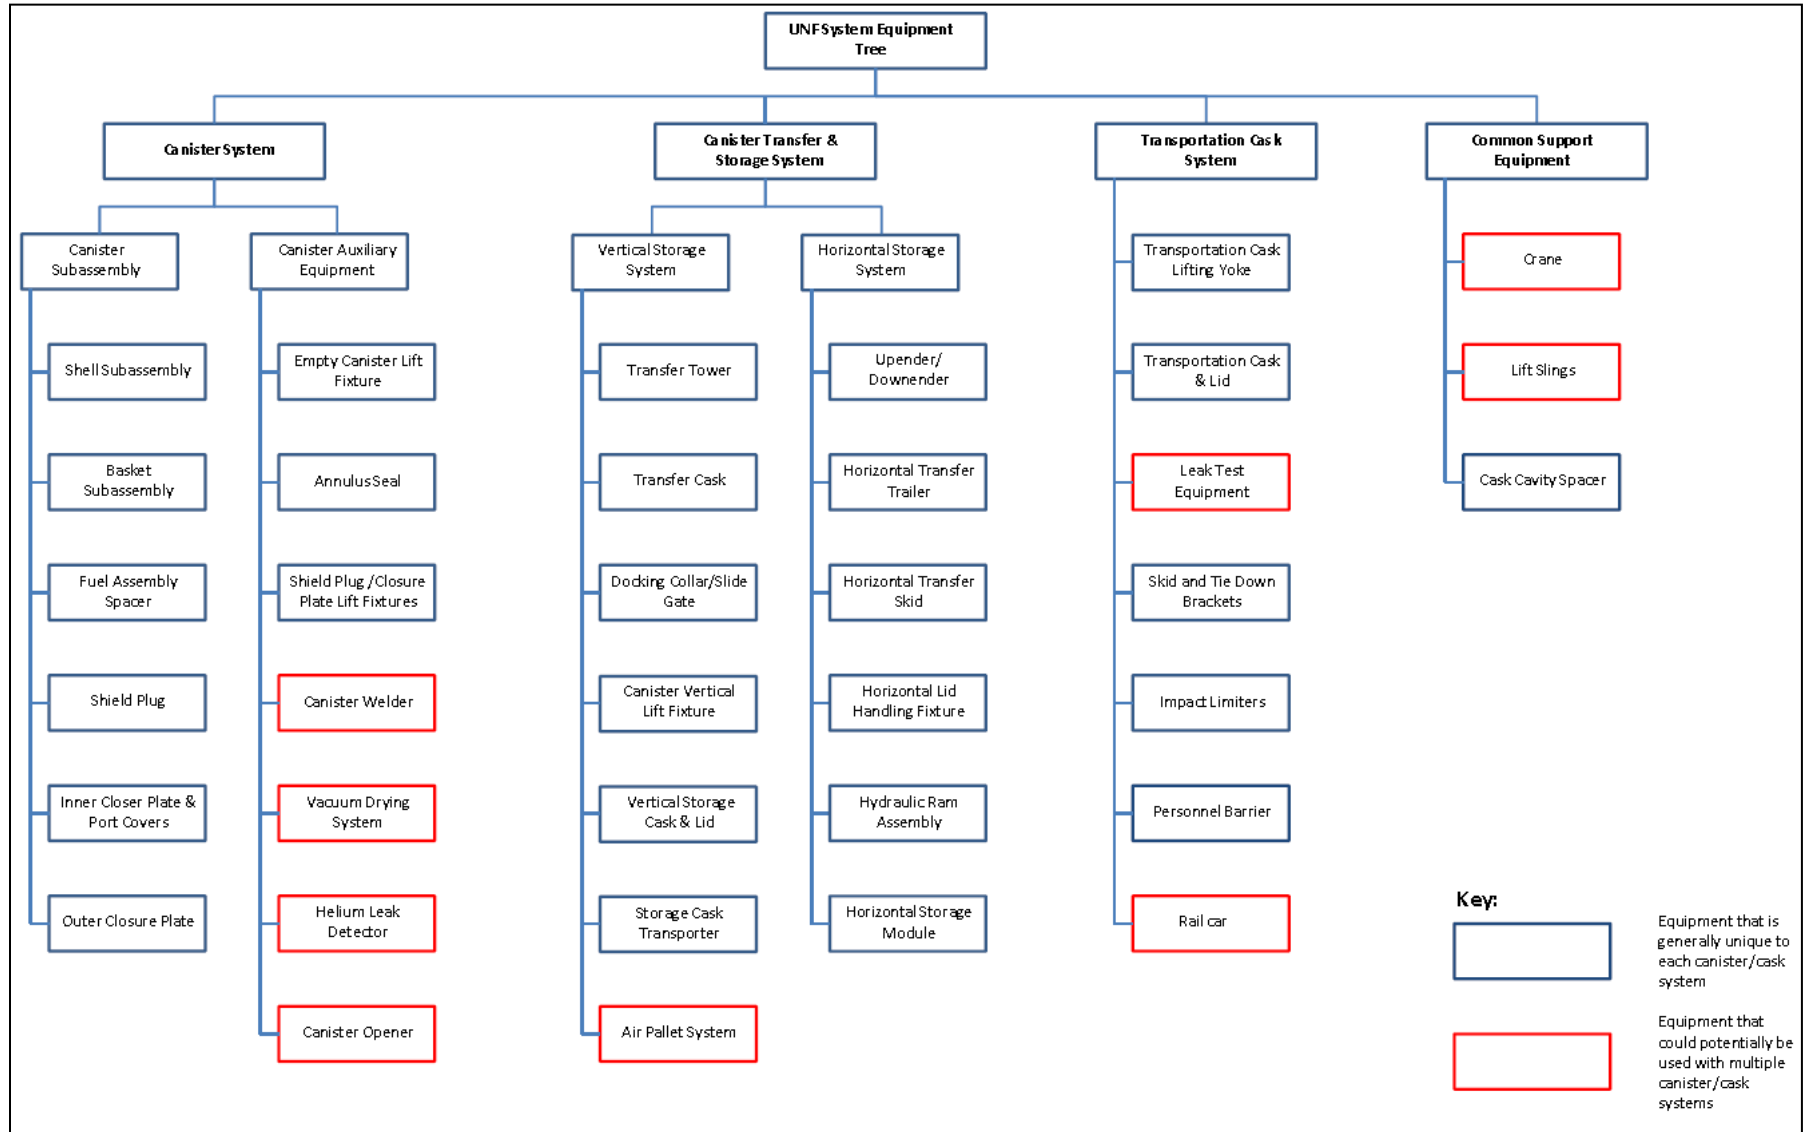 UNF System Equipment
Tree
Canister System
Canister Transfer &
Storage System
Transportation Cask
System
Common Support
Equipment
Canister
Subassembly
Shell Subassembly
Basket
Subassembly
Fuel Assembly
Spacer
Shield Plug
Inner Closer Plate &
Port Covers
Outer Closure Plate
Canister Auxiliary
Equipment
Empty Canister Lift
Fixture
Annulus Seal
Shield Plug /Closure
Plate Lift Fixtures
Canister Welder
Vacuum Drying
System
Helium Leak
Detector
Canister Opener
Vertical Storage
System
Transfer Tower
Transfer Cask
Docking Collar/Slide
Gate
Canister Vertical
Lift Fixture
Vertical Storage
Cask & Lid
Storage Cask
Transporter
Air Pallet System
Horizontal Storage
System
Upender/
Downender
Horizontal Transfer
Trailer
Horizontal Transfer
Skid
Horizontal Lid
Handling Fixture
Hydraulic Ram
Assembly
Horizontal Storage
Module
Transportation Cask
Lifting Yoke
Transportation Cask
& Lid
Leak Test
Equipment
Skid and Tie Down
Brackets
Impact Limiters
Personnel Barrier
Rail car
Crane
Lift Slings
Cask Cavity Spacer
Key:
Equipment that is
generally unique to
each canister/cask
system
Equipment that
could potentially be
used with multiple
canister/cask
systems